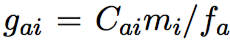 g_{ai} = C_{ai} m_i / f_a